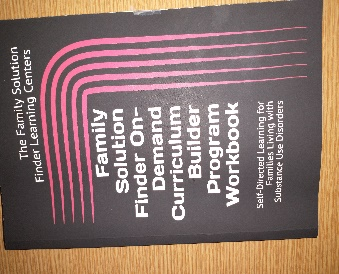 The Family Solution
Finder Learning Centers
Family
Solution
Finder On-
Demand
Curriculum
Builder
Program
Workbook
Self-Directed Learning for
Families Living with
Substance Use Disorders